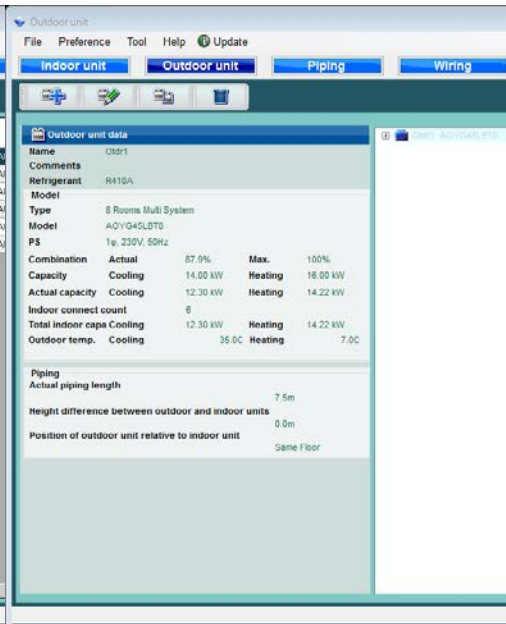 Outdoor unit
File Preference Tool Help Update
Indoor unit Outdoor unit Piping Wiring
Outdoor unit data
Name Otdr1
Comments
Refrigerant R410A
Model
Type 8 Rooms Multi System
Model AOYG45LBT8
PS 1φ, 230V, 50Hz
Combination Actual 87.9% Max. 100%
Capacity Cooling 14.00 kW Heating 16.00 kW
Actual capacity Cooling 12.30 kW Heating 14.22 kW
Indoor connect count 6
Total indoor capa Cooling 12.30 kW Heating 14.22 kW
Outdoor temp. Cooling 35.0C Heating 7.0C
Piping
Actual piping length
7.5m
Height difference between outdoor and indoor units
0.0m
Position of outdoor unit relative to indoor unit
Same Floor
Otdr1 AOYG45LBT8